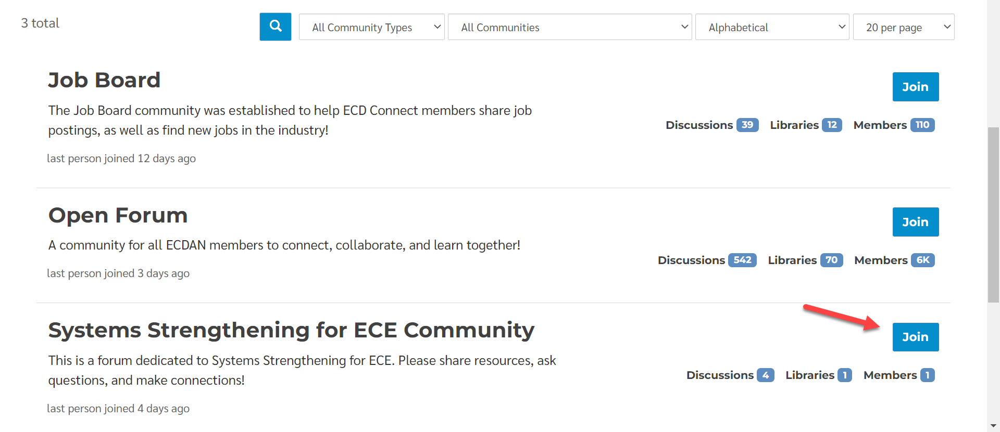 3 total
All Community Types
All Communities
Alphabetical
20 per page
Job Board
Join
The Job Board community was established to help ECD Connect members share job
postings, as well as find new jobs in the industry!
Discussions 39 Libraries 12 Members 110
last person joined 12 days ago
Open Forum
Join
A community for all ECDAN members to connect, collaborate, and learn together!
Discussions 542 Libraries 70 Members 6K
last person joined 3 days ago
Systems Strengthening for ECE Community
Join
This is a forum dedicated to Systems Strengthening for ECE. Please share resources, ask
questions, and make connections!
Discussions 4 Libraries 1 Members 1
last person joined 4 days ago